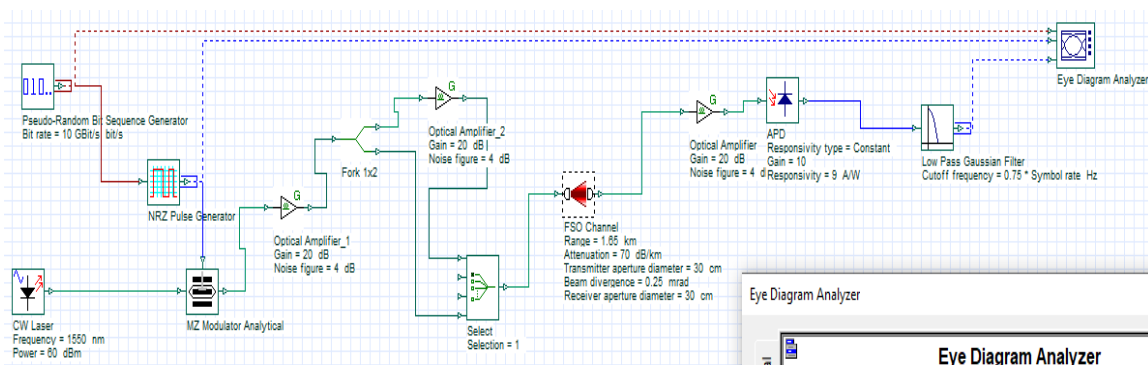 Pseudo-Random Bit Sequence Generator
Bit rate = 10 GBit/s bit/s
NRZ Pulse Generator
CW Laser
Frequency = 1550 nm
Power = 60 dBm
MZ Modulator Analytical
G
Optical Amplifier_1
Gain = 20 dB
Noise figure = 4 dB
Fork 1x2
G
Optical Amplifier_2
Gain = 20 dB
Noise figure = 4 dB
Select
Selection = 1
FSO Channel
Range = 1.65 km
Attenuation = 70 dB/km
Transmitter aperture diameter = 30 cm
Beam divergence = 0.25 mrad
Receiver aperture diameter = 30 cm
G
Optical Amplifier
Gain = 20 dB
Noise figure = 4 d
APD
Responsivity type = Constant
Gain = 10
Responsivity = 9 A/W
Low Pass Gaussian Filter
Cutoff frequency = 0.75 * Symbol rate Hz
Eye Diagram Analyzer
Eye Diagram Analyzer
Eye Diagram Analyzer